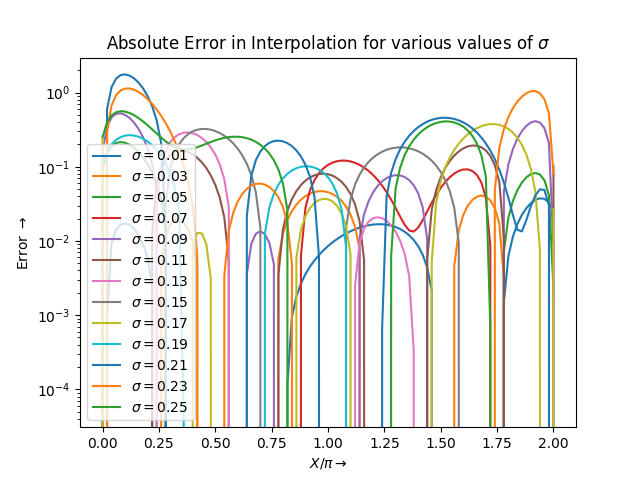 Absolute Error in Interpolation for various values of σ
Error →
10⁰
10⁻¹
10⁻²
10⁻³
10⁻⁴
σ = 0.01
σ = 0.03
σ = 0.05
σ = 0.07
σ = 0.09
σ = 0.11
σ = 0.13
σ = 0.15
σ = 0.17
σ = 0.19
σ = 0.21
σ = 0.23
σ = 0.25
0.00 0.25 0.50 0.75 1.00 1.25 1.50 1.75 2.00
X/π →